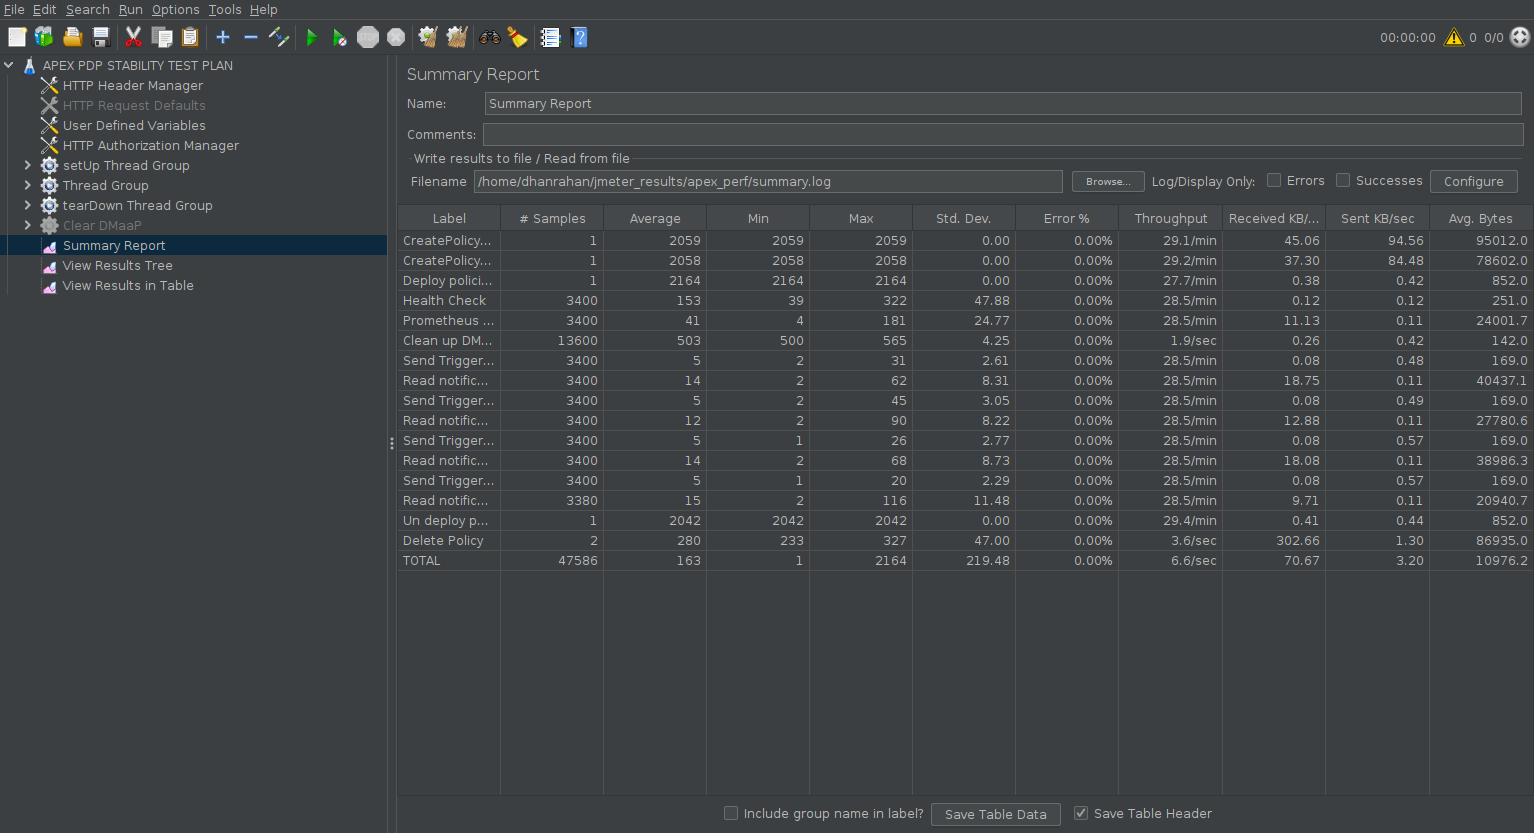 File Edit Search Run Options Tools Help
STOP 00:00:00 0 0/0
APEX PDP STABILITY TEST PLAN
HTTP Header Manager
HTTP Request Defaults
User Defined Variables
HTTP Authorization Manager
setUp Thread Group
Thread Group
tearDown Thread Group
Clear DMaaP
Summary Report
View Results Tree
View Results in Table
Summary Report
Name: Summary Report
Comments:
Write results to file / Read from file
Filename /home/dhanrahan/jmeter_results/apex_perf/summary.log Browse... Log/Display Only: Errors Successes Configure
Label # Samples Average Min Max Std. Dev. Error % Throughput Received KB/... Sent KB/sec Avg. Bytes
CreatePolicy... 1 2059 2059 2059 0.00 0.00% 29.1/min 45.06 94.56 95012.0
CreatePolicy... 1 2058 2058 2058 0.00 0.00% 29.2/min 37.30 84.48 78602.0
Deploy polici... 1 2164 2164 2164 0.00 0.00% 27.7/min 0.38 0.42 852.0
Health Check 3400 153 39 322 47.88 0.00% 28.5/min 0.12 0.12 251.0
Prometheus ... 3400 41 4 181 24.77 0.00% 28.5/min 11.13 0.11 24001.7
Clean up DM... 13600 503 500 565 4.25 0.00% 1.9/sec 0.26 0.42 142.0
Send Trigger... 3400 5 2 31 2.61 0.00% 28.5/min 0.08 0.48 169.0
Read notific... 3400 14 2 62 8.31 0.00% 28.5/min 18.75 0.11 40437.1
Send Trigger... 3400 5 2 45 3.05 0.00% 28.5/min 0.08 0.49 169.0
Read notific... 3400 12 2 90 8.22 0.00% 28.5/min 12.88 0.11 27780.6
Send Trigger... 3400 5 1 26 2.77 0.00% 28.5/min 0.08 0.57 169.0
Read notific... 3400 14 2 68 8.73 0.00% 28.5/min 18.08 0.11 38986.3
Send Trigger... 3400 5 1 20 2.29 0.00% 28.5/min 0.08 0.57 169.0
Read notific... 3380 15 2 116 11.48 0.00% 28.5/min 9.71 0.11 20940.7
Un deploy p... 1 2042 2042 2042 0.00 0.00% 29.4/min 0.41 0.44 852.0
Delete Policy 2 280 233 327 47.00 0.00% 3.6/sec 302.66 1.30 86935.0
TOTAL 47586 163 1 2164 219.48 0.00% 6.6/sec 70.67 3.20 10976.2
Include group name in label? Save Table Data Save Table Header